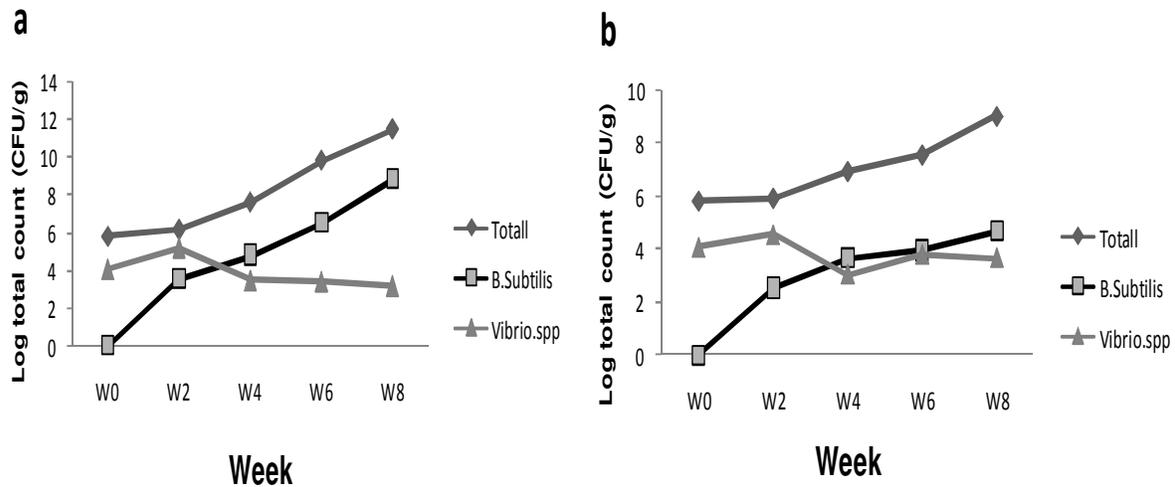 a
Log total count (CFU/g)
14
12
10
8
6
4
2
0
W0 W2 W4 W6 W8
Week
Totall
B.Subtilis
Vibrio.spp
b
Log total count (CFU/g)
10
8
6
4
2
0
W0 W2 W4 W6 W8
Week
Totall
B.Subtilis
Vibrio.spp